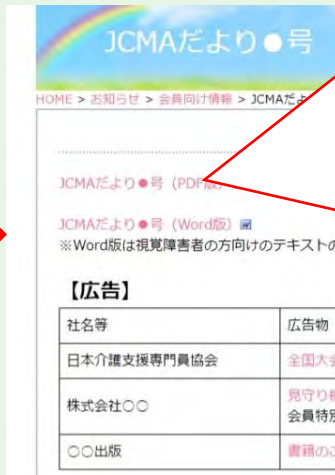 JCMAだより●号
HOME > お知らせ > 会員向け情報 > JCMAだよ
JCMAだより●号（PDF版）
JCMAだより●号（Word版）
※Word版は視覚障害者の方向けのテキストの
【広告】
社名等 広告物
日本介護支援専門員協会 全国大会
株式会社○○ 見守り
会員特別
○○出版 書籍のご